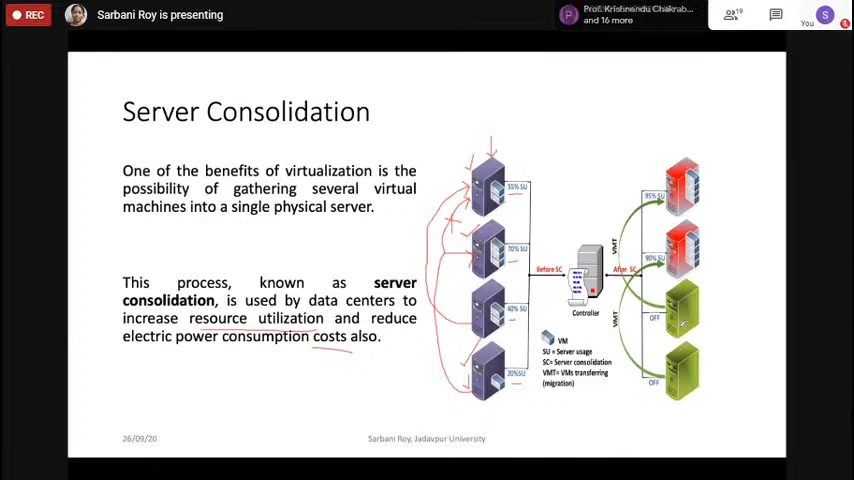 REC
Sarbani Roy is presenting
Prof. Krishnendu Chakrab...
and 16 more
P
19
You
S
Server Consolidation
One of the benefits of virtualization is the
possibility of gathering several virtual
machines into a single physical server.
This process, known as server
consolidation, is used by data centers to
increase resource utilization and reduce
electric power consumption costs also.
55% SU
70% SU
40% SU
20%SU
Before SC
Controller
After SC
VMT
VMT
95% SU
90% SU
OFF
OFF
VM
SU = Server usage
SC= Server consolidation
VMT= VMs transferring
(migration)
26/09/20
Sarbani Roy, Jadavpur University